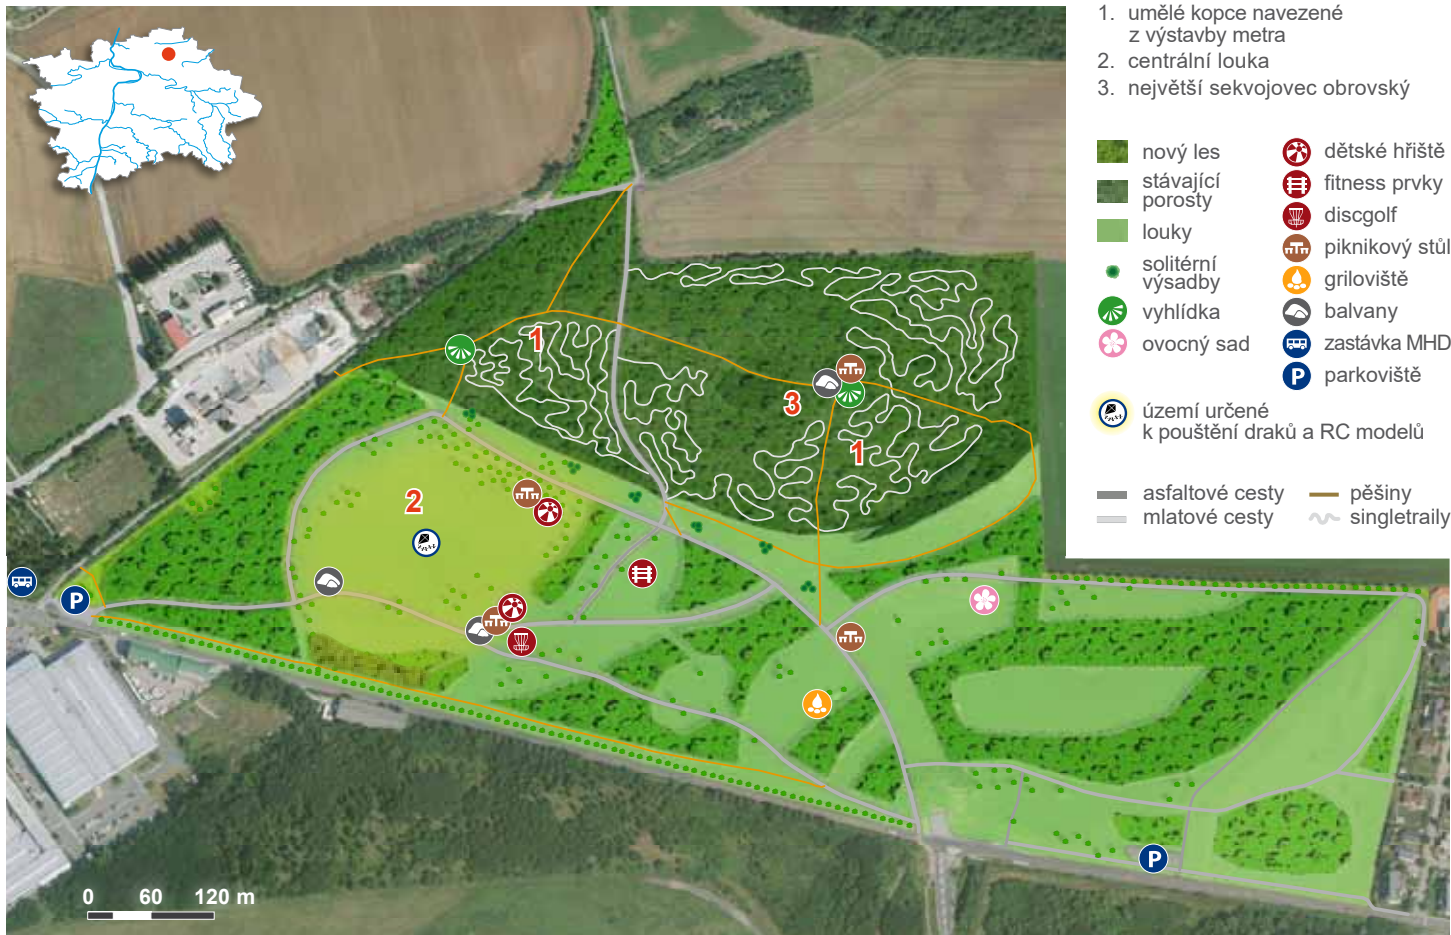 1. umělé kopce navezené
z výstavby metra
2. centrální louka
3. největší sekvojovec obrovský
nový les
stávající
porosty
louky
solitérní
výsadby
vyhlídka
ovocný sad
dětské hřiště
fitness prvky
discgolf
piknikový stůl
griloviště
balvany
zastávka MHD
P parkoviště
území určené
k pouštění draků a RC modelů
asfaltové cesty
mlatové cesty
pěšiny
singletraily
1
3
1
2
P
P
0 60 120 m